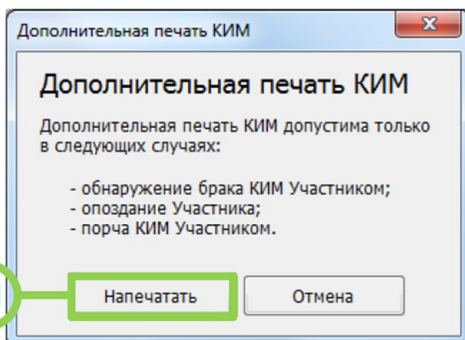 Дополнительная печать КИМ
Дополнительная печать КИМ
Дополнительная печать КИМ допустима только
в следующих случаях:
- обнаружение брака КИМ Участником;
- опоздание Участника;
- порча КИМ Участником.
Напечатать Отмена